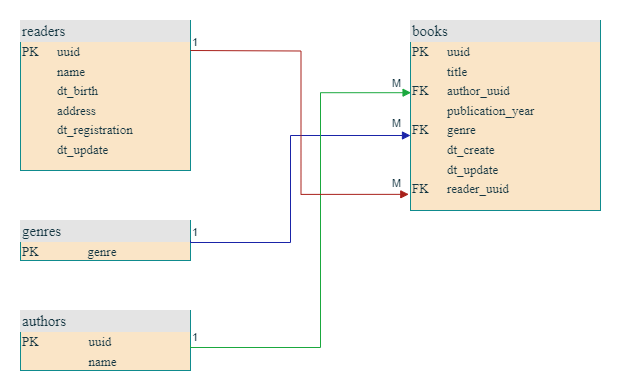 readers
PK uuid
name
dt_birth
address
dt_registration
dt_update
1
books
PK uuid
title
M FK author_uuid
publication_year
M FK genre
dt_create
dt_update
M FK reader_uuid
genres
1
PK genre
authors
1
PK uuid
name